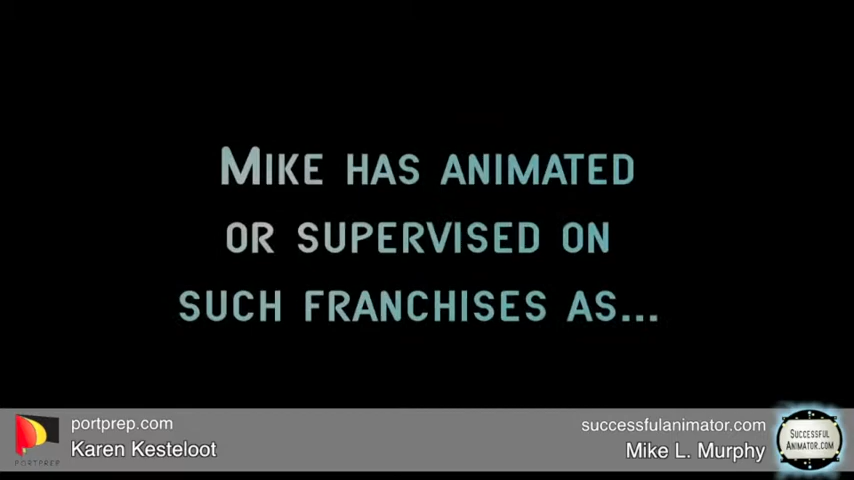 MIKE HAS ANIMATED
OR SUPERVISED ON
SUCH FRANCHISES AS...
portprep.com
Karen Kesteloot
PORTPREP
successfulanimator.com
Mike L. Murphy
SUCCESSFUL
ANIMATOR.COM